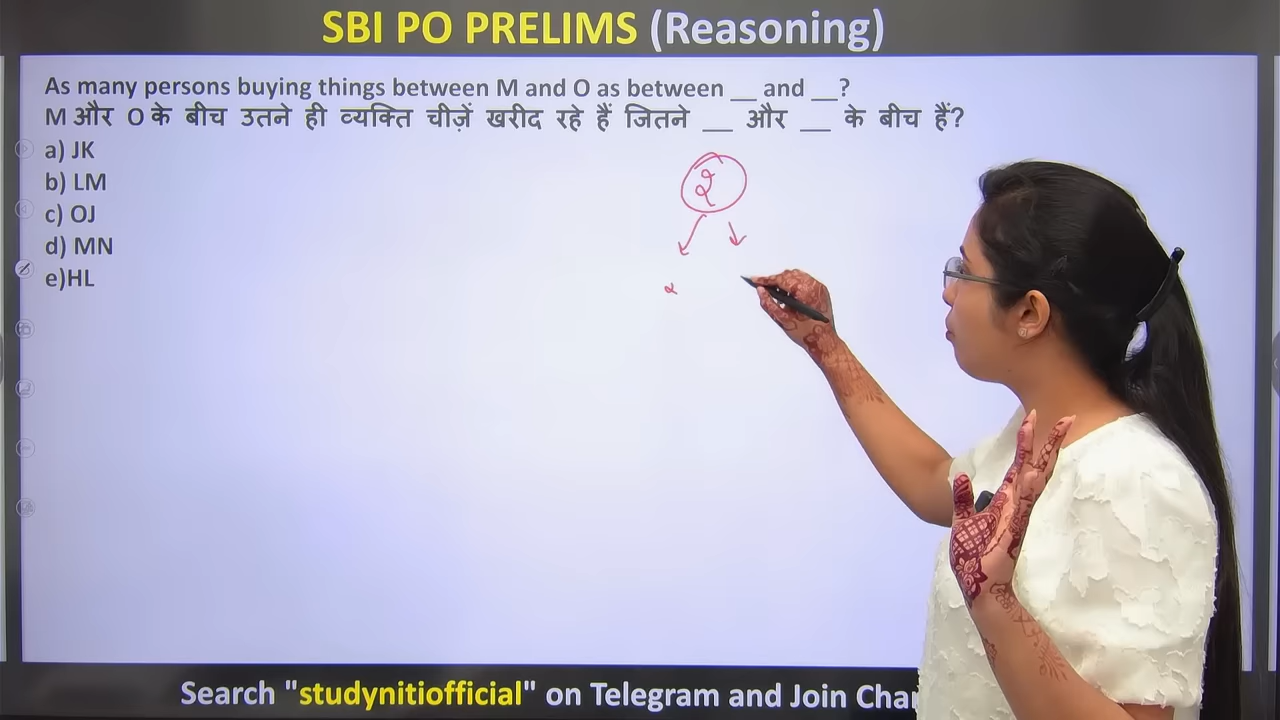 SBI PO PRELIMS (Reasoning)
As many persons buying things between M and O as between __ and __?
M और O के बीच उतने ही व्यक्ति चीज़ें खरीद रहे हैं जितने __ और __ के बीच हैं?
a) JK
b) LM
c) OJ
d) MN
e)HL
२
Search "studynitiofficial" on Telegram and Join Cha